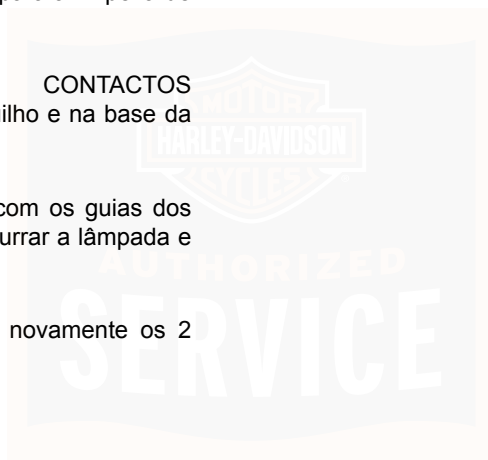 CONTACTOS
ilho e na base da
com os guias dos
urrar a lâmpada e
novamente os 2
MOTOR
HARLEY-DAVIDSON
CYCLES
AUTHORIZED
SERVICE